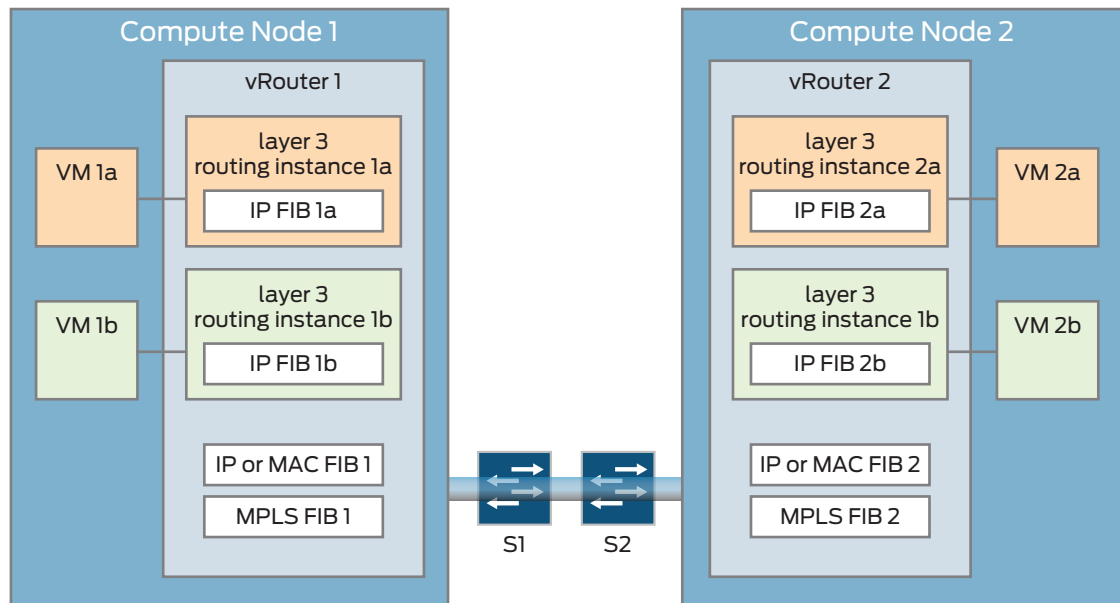 Compute Node 1
vRouter 1
VM 1a
layer 3
routing instance 1a
IP FIB 1a
VM 1b
layer 3
routing instance 1b
IP FIB 1b
IP or MAC FIB 1
MPLS FIB 1
S1
S2
Compute Node 2
vRouter 2
layer 3
routing instance 2a
IP FIB 2a
VM 2a
layer 3
routing instance 1b
IP FIB 2b
VM 2b
IP or MAC FIB 2
MPLS FIB 2